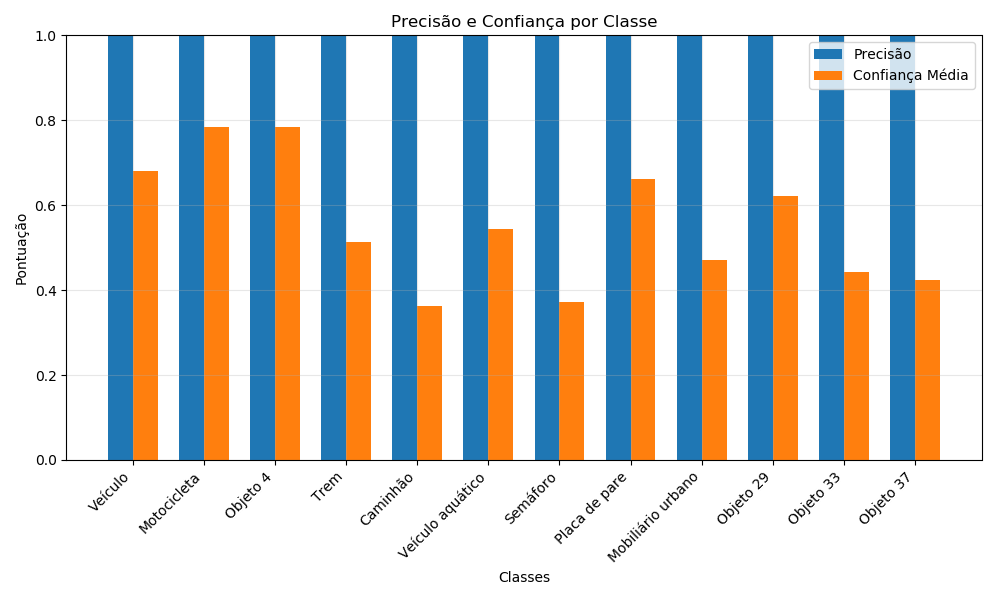 Precisão e Confiança por Classe
Precisão
Confiança Média
Pontuação
1.0
0.8
0.6
0.4
0.2
0.0
Veículo
Motocicleta
Objeto 4
Trem
Caminhão
Veículo aquático
Semáforo
Placa de pare
Mobiliário urbano
Objeto 29
Objeto 33
Objeto 37
Classes